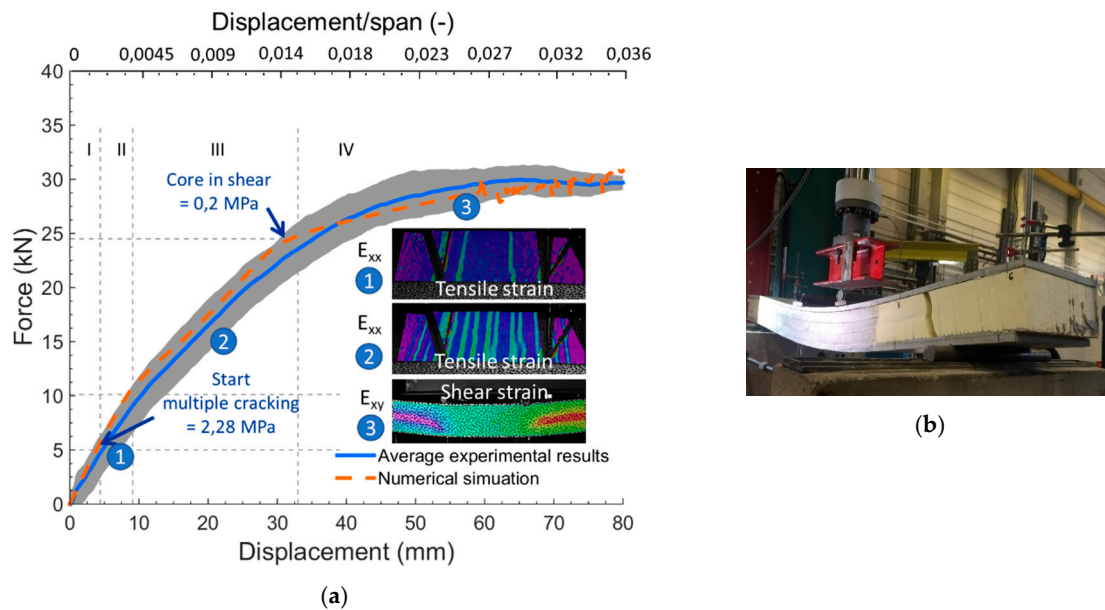 Displacement/span (-)
0 0,0045 0,009 0,014 0,018 0,023 0,027 0,032 0,036
40
35
30
25
20
15
10
5
0
Force (kN)
I II III IV
Core in shear
= 0,2 MPa
3
Exx
1
Tensile strain
2
Exx
2
Tensile strain
Start
multiple cracking
= 2,28 MPa
Shear strain
Exy
3
1
Average experimental results
Numerical simuation
0 10 20 30 40 50 60 70 80
Displacement (mm)
(a)
6
(b)